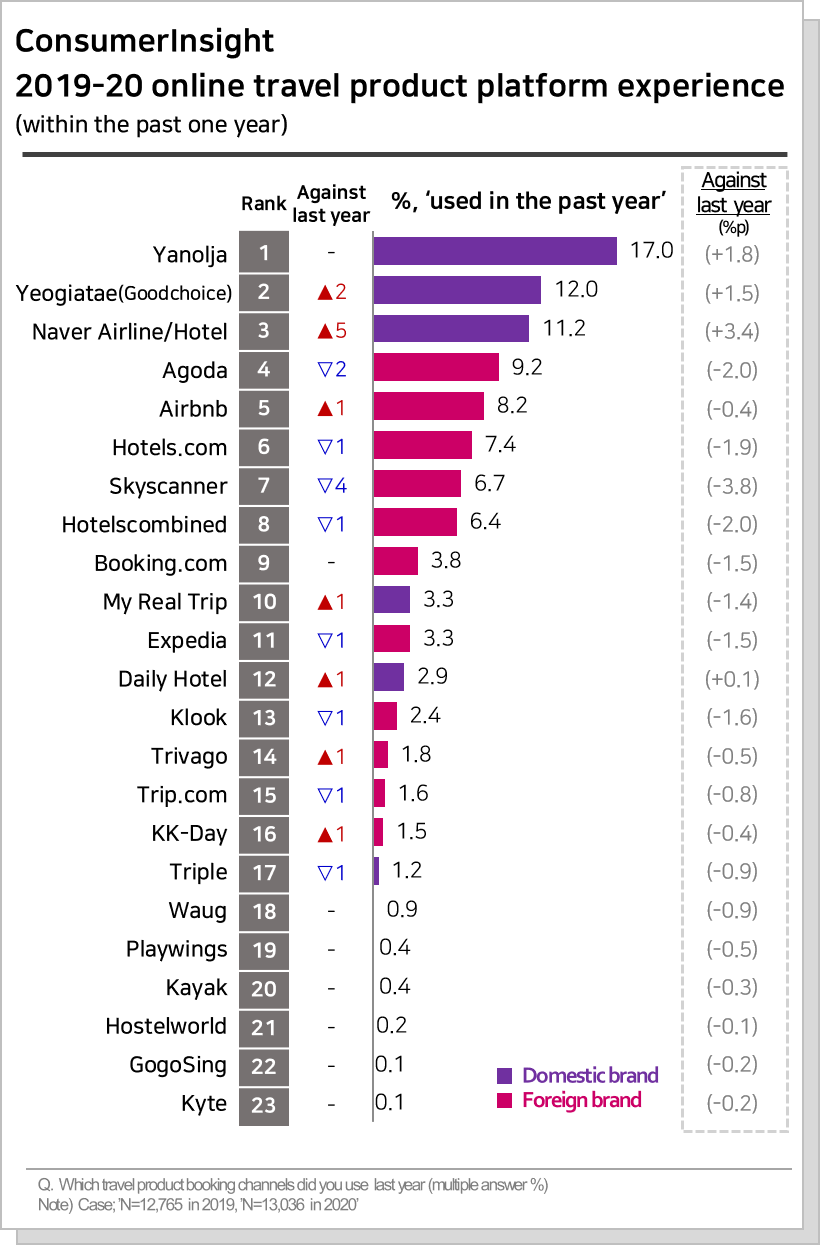 ConsumerInsight
2019-20 online travel product platform experience
(within the past one year)
Rank Against last year %, ‘used in the past year’ Against last year (%p)
Yanolja 1 - 17.0 (+1.8)
Yeogiatae(Goodchoice) 2 ▲2 12.0 (+1.5)
Naver Airline/Hotel 3 ▲5 11.2 (+3.4)
Agoda 4 ▽2 9.2 (-2.0)
Airbnb 5 ▲1 8.2 (-0.4)
Hotels.com 6 ▽1 7.4 (-1.9)
Skyscanner 7 ▽4 6.7 (-3.8)
Hotelscombined 8 ▽1 6.4 (-2.0)
Booking.com 9 - 3.8 (-1.5)
My Real Trip 10 ▲1 3.3 (-1.4)
Expedia 11 ▽1 3.3 (-1.5)
Daily Hotel 12 ▲1 2.9 (+0.1)
Klook 13 ▽1 2.4 (-1.6)
Trivago 14 ▲1 1.8 (-0.5)
Trip.com 15 ▽1 1.6 (-0.8)
KK-Day 16 ▲1 1.5 (-0.4)
Triple 17 ▽1 1.2 (-0.9)
Waug 18 - 0.9 (-0.9)
Playwings 19 - 0.4 (-0.5)
Kayak 20 - 0.4 (-0.3)
Hostelworld 21 - 0.2 (-0.1)
GogoSing 22 - 0.1 (-0.2)
Kyte 23 - 0.1 (-0.2)
Domestic brand
Foreign brand
Q. Which travel product booking channels did you use last year (multiple answer %)
Note) Case; 'N=12,765 in 2019, 'N=13,036 in 2020'